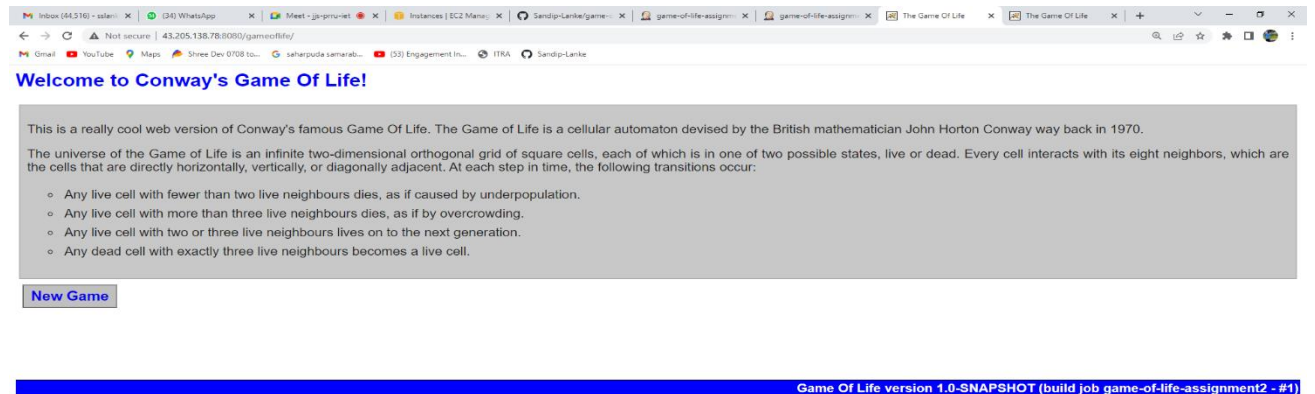 Inbox (44,516) - sslan
(34) WhatsApp
Meet - jjs-prru-viet
Instances | EC2 Manag
Sandip-Lanke/game-
game-of-life-assignm
game-of-life-assignm
The Game Of Life
The Game Of Life
Not secure | 43.205.138.78:8080/gameoflife/
Gmail
YouTube
Maps
Shree Dev 0708 to...
saharpuda samarab...
(53) Engagement In...
ITRA
Sandip-Lanke
Welcome to Conway's Game Of Life!
This is a really cool web version of Conway's famous Game Of Life. The Game of Life is a cellular automaton devised by the British mathematician John Horton Conway way back in 1970.
The universe of the Game of Life is an infinite two-dimensional orthogonal grid of square cells, each of which is in one of two possible states, live or dead. Every cell interacts with its eight neighbors, which are
the cells that are directly horizontally, vertically, or diagonally adjacent. At each step in time, the following transitions occur:
Any live cell with fewer than two live neighbours dies, as if caused by underpopulation.
Any live cell with more than three live neighbours dies, as if by overcrowding.
Any live cell with two or three live neighbours lives on to the next generation.
Any dead cell with exactly three live neighbours becomes a live cell.
New Game
Game Of Life version 1.0-SNAPSHOT (build job game-of-life-assignment2 - #1)